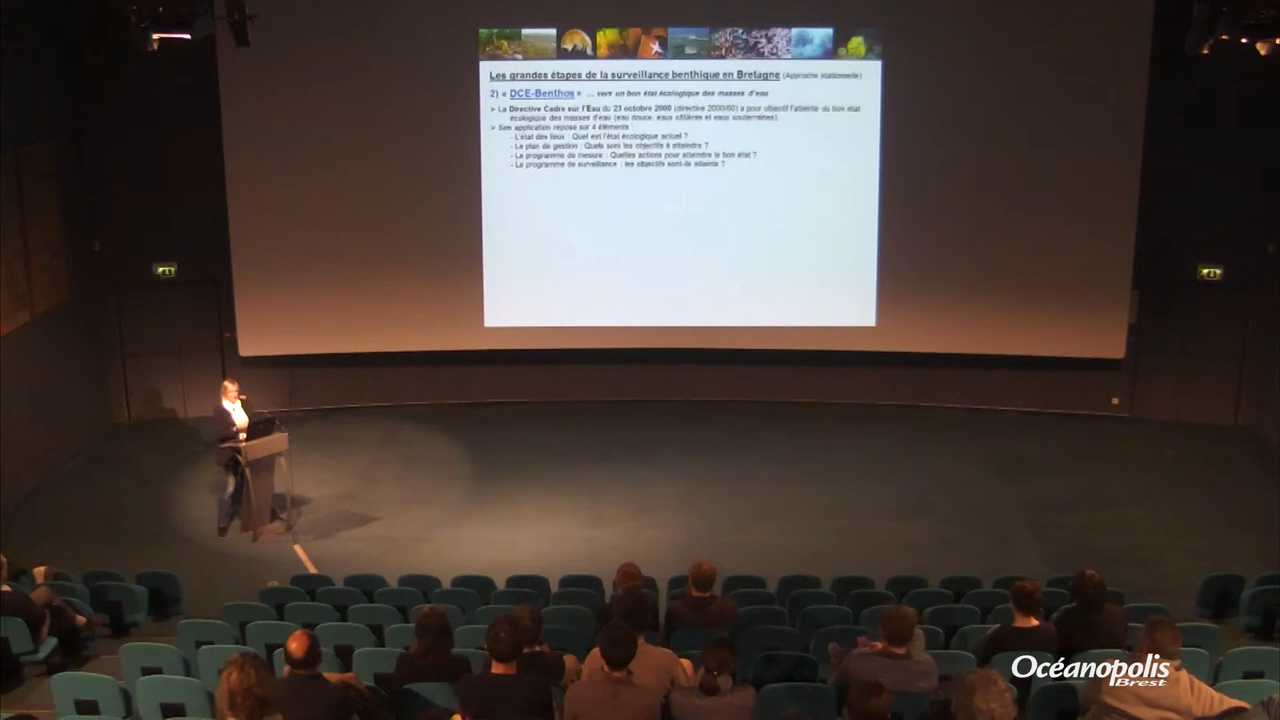 Les grandes étapes de la surveillance benthique en Bretagne (Approche stationnelle)
2) « DCE-Benthos » ... vers un bon état écologique des masses d'eau
➢ La Directive Cadre sur l'Eau du 23 octobre 2000 (directive 2000/60) a pour objectif l'atteinte du bon état
écologique des masses d'eau (eau douce, eaux côtières et eaux souterraines)
➢ Son application repose sur 4 éléments :
- L'état des lieux : Quel est l'état écologique actuel ?
- Le plan de gestion : Quels sont les objectifs à atteindre ?
- Le programme de mesure : Quelles actions pour atteindre le bon état ?
- Le programme de surveillance : les objectifs sont-ils atteints ?
Océanopolis
Brest